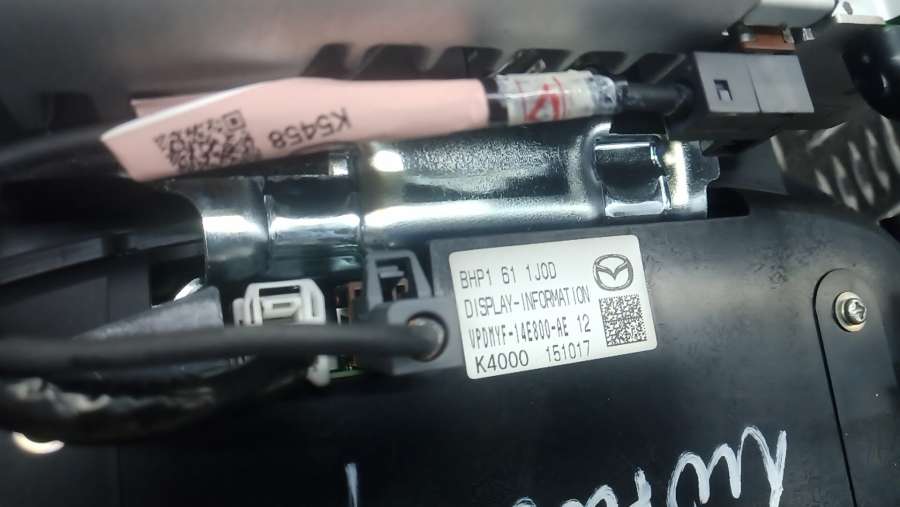 K5458
BHP1 61 1J0D
DISPLAY-INFORMATION
VPDMYF-14E800-AE 12
K4000 151017